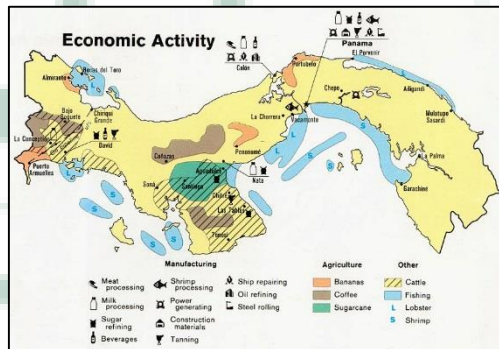 Economic Activity
Panama
El Porvenir
Bocas del Toro
Almirante
Colón
Portobelo
Chepo
Ailigandí
Chiriquí
Grande
Bajo
Boquete
La Chorrera
Vacamonte
Mulatupo
Sasardí
La Concepción
David
Penonomé
Cañazas
La Palma
Puerto
Armuelles
Aguadulce
Natá
Garachiné
Soná
Santiago
Chitré
Las Tablas
Tonosí
L
L
L
L
S
S
S
S
S
S
S
Manufacturing
Agriculture
Other
Meat
processing
Shrimp
processing
Ship repairing
Bananas
Cattle
Milk
processing
Power
generating
Oil refining
Coffee
Fishing
Steel rolling
Sugarcane
L Lobster
Sugar
refining
Construction
materials
S Shrimp
Beverages
Tanning